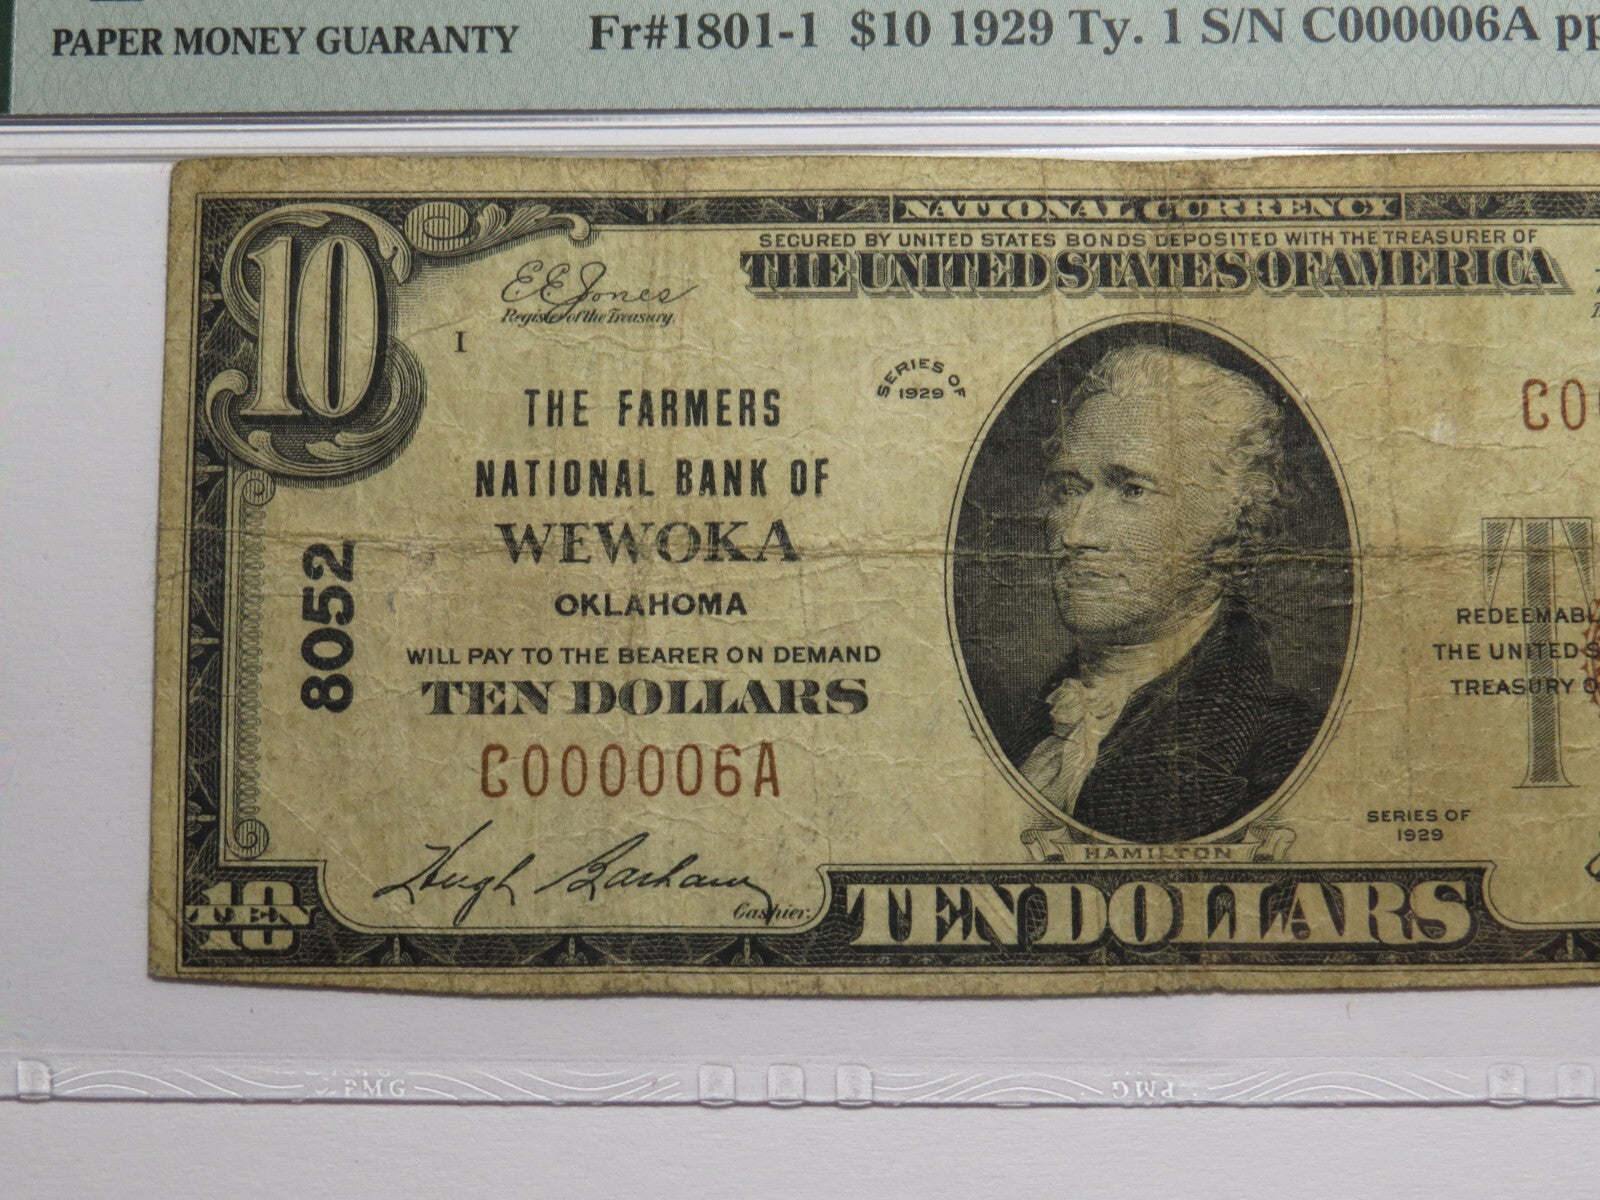 PAPER MONEY GUARANTY
Fr#1801-1 $10 1929 Ty. 1 S/N C000006A
NATIONAL CURRENCY
SECURED BY UNITED STATES BONDS DEPOSITED WITH THE TREASURER OF
THE UNITED STATES OF AMERICA
10
E E Jones
Register of the Treasury.
I
SERIES OF
1929
THE FARMERS
NATIONAL BANK OF
WEWOKA
OKLAHOMA
8052
WILL PAY TO THE BEARER ON DEMAND
TEN DOLLARS
C000006A
Hugh
Cashier.
HAMILTON
THE UNITED
TREASURY
SERIES OF
1929
10
TEN
10
TEN DOLLARS
PMG
PMG